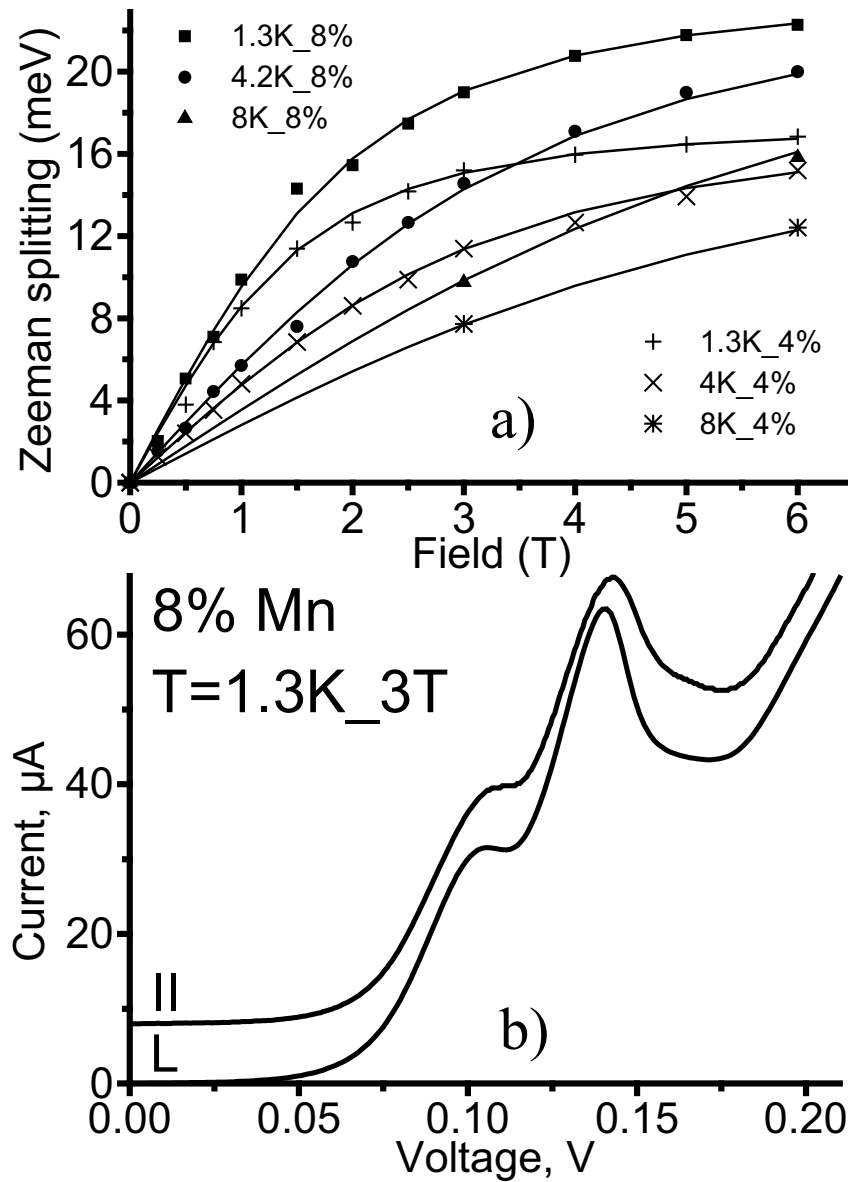 Zeeman splitting (meV)
20
16
12
8
4
0
1.3K_8%
4.2K_8%
8K_8%
1.3K_4%
4K_4%
8K_4%
a)
0 1 2 3 4 5 6
Field (T)
8% Mn
T=1.3K_3T
Current, µA
60
40
20
0
II
L
b)
0.00 0.05 0.10 0.15 0.20
Voltage, V